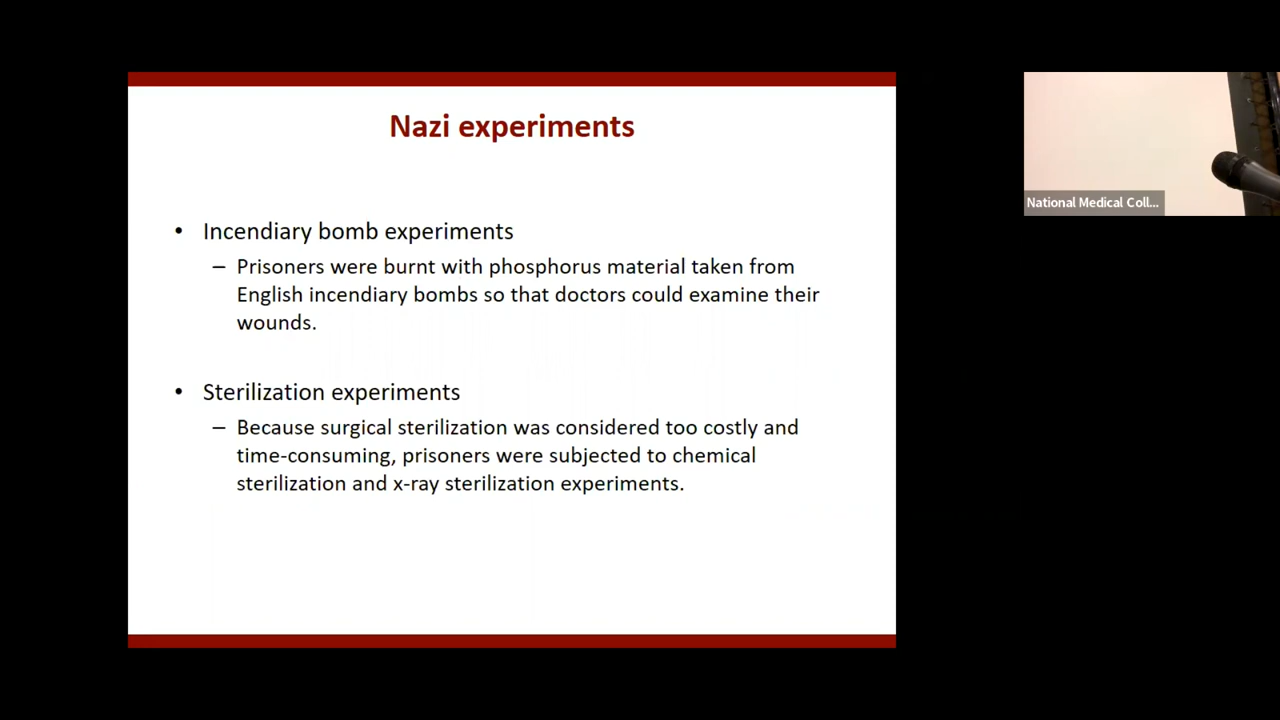 Nazi experiments
• Incendiary bomb experiments
– Prisoners were burnt with phosphorus material taken from
English incendiary bombs so that doctors could examine their
wounds.
• Sterilization experiments
– Because surgical sterilization was considered too costly and
time-consuming, prisoners were subjected to chemical
sterilization and x-ray sterilization experiments.
National Medical Coll...